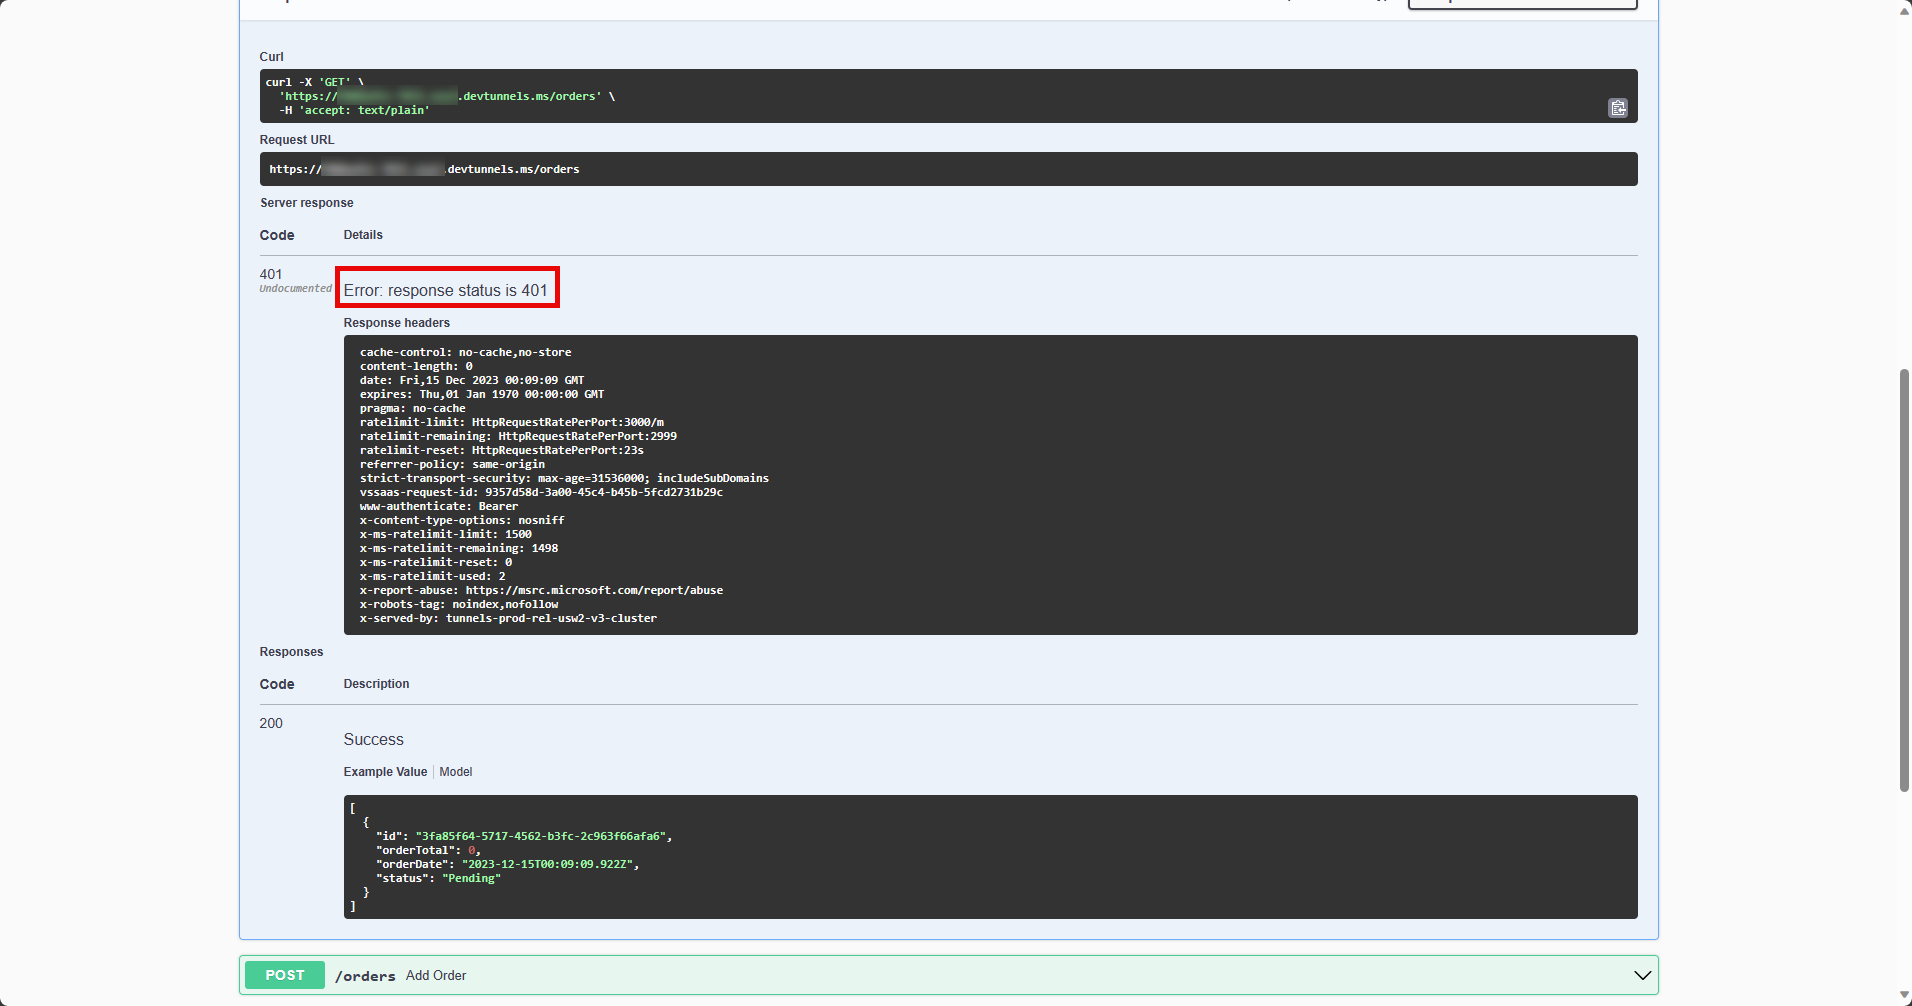 Curl
curl -X 'GET' \
'https:// .devtunnels.ms/orders' \
-H 'accept: text/plain'
Request URL
https:// .devtunnels.ms/orders
Server response
Code Details
401
Undocumented
Error: response status is 401
Response headers
cache-control: no-cache,no-store
content-length: 0
date: Fri,15 Dec 2023 00:09:09 GMT
expires: Thu,01 Jan 1970 00:00:00 GMT
pragma: no-cache
ratelimit-limit: HttpRequestRatePerPort:3000/m
ratelimit-remaining: HttpRequestRatePerPort:2999
ratelimit-reset: HttpRequestRatePerPort:23s
referrer-policy: same-origin
strict-transport-security: max-age=31536000; includeSubDomains
vssaas-request-id: 9357d58d-3a00-45c4-b45b-5fcd2731b29c
www-authenticate: Bearer
x-content-type-options: nosniff
x-ms-ratelimit-limit: 1500
x-ms-ratelimit-remaining: 1498
x-ms-ratelimit-reset: 0
x-ms-ratelimit-used: 2
x-report-abuse: https://msrc.microsoft.com/report/abuse
x-robots-tag: noindex,nofollow
x-served-by: tunnels-prod-rel-usw2-v3-cluster
Responses
Code Description
200
Success
Example Value Model
[
{
"id": "3fa85f64-5717-4562-b3fc-2c963f66afa6",
"orderTotal": 0,
"orderDate": "2023-12-15T00:09:09.922Z",
"status": "Pending"
}
]
POST /orders Add Order